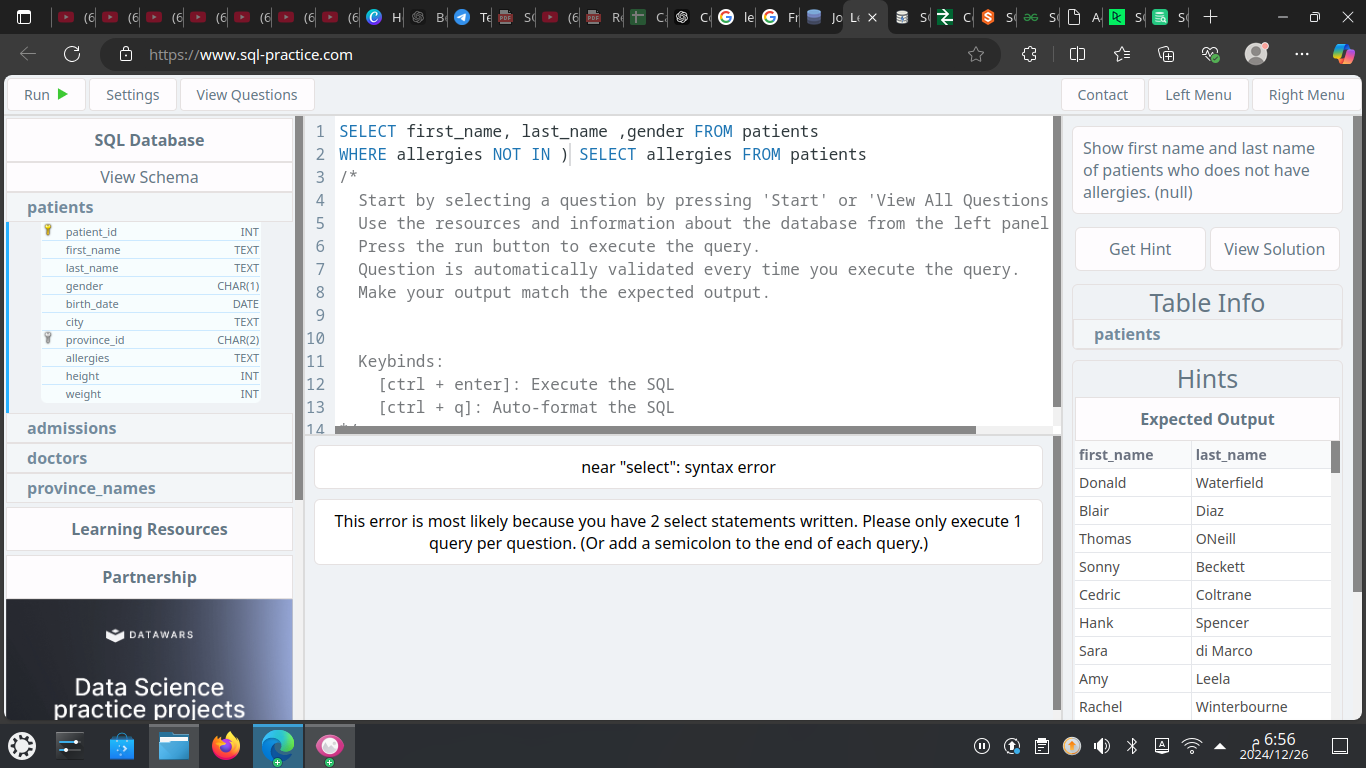 (6
(6
(6
(6
(6
(6
(6
H
B
Te
S
(6
Re
Ca
C
le
Fr
Jo
Le
S
C
S
S
A
S
S
https://www.sql-practice.com
Run
Settings
View Questions
Contact
Left Menu
Right Menu
SQL Database
View Schema
patients
patient_id INT
first_name TEXT
last_name TEXT
gender CHAR(1)
birth_date DATE
city TEXT
province_id CHAR(2)
allergies TEXT
height INT
weight INT
admissions
doctors
province_names
Learning Resources
Partnership
DATAWARS
Data Science
practice projects
1 SELECT first_name, last_name ,gender FROM patients
2 WHERE allergies NOT IN ) SELECT allergies FROM patients
3 /*
4 Start by selecting a question by pressing 'Start' or 'View All Questions
5 Use the resources and information about the database from the left panel
6 Press the run button to execute the query.
7 Question is automatically validated every time you execute the query.
8 Make your output match the expected output.
9
10
11 Keybinds:
12 [ctrl + enter]: Execute the SQL
13 [ctrl + q]: Auto-format the SQL
14
near "select": syntax error
This error is most likely because you have 2 select statements written. Please only execute 1
query per question. (Or add a semicolon to the end of each query.)
Show first name and last name
of patients who does not have
allergies. (null)
Get Hint
View Solution
Table Info
patients
Hints
Expected Output
first_name last_name
Donald Waterfield
Blair Diaz
Thomas ONeill
Sonny Beckett
Cedric Coltrane
Hank Spencer
Sara di Marco
Amy Leela
Rachel Winterbourne
6:56 م
2024/12/26